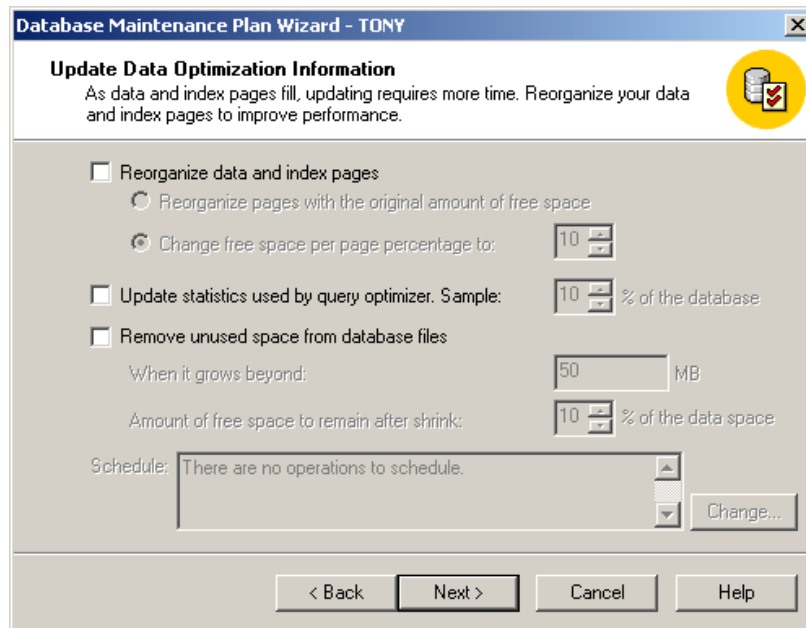 Database Maintenance Plan Wizard - TONY
Update Data Optimization Information
As data and index pages fill, updating requires more time. Reorganize your data
and index pages to improve performance.
Reorganize data and index pages
Reorganize pages with the original amount of free space
Change free space per page percentage to: 10
Update statistics used by query optimizer. Sample: 10 % of the database
Remove unused space from database files
When it grows beyond: 50 MB
Amount of free space to remain after shrink: 10 % of the data space
Schedule: There are no operations to schedule.
Change...
< Back Next > Cancel Help